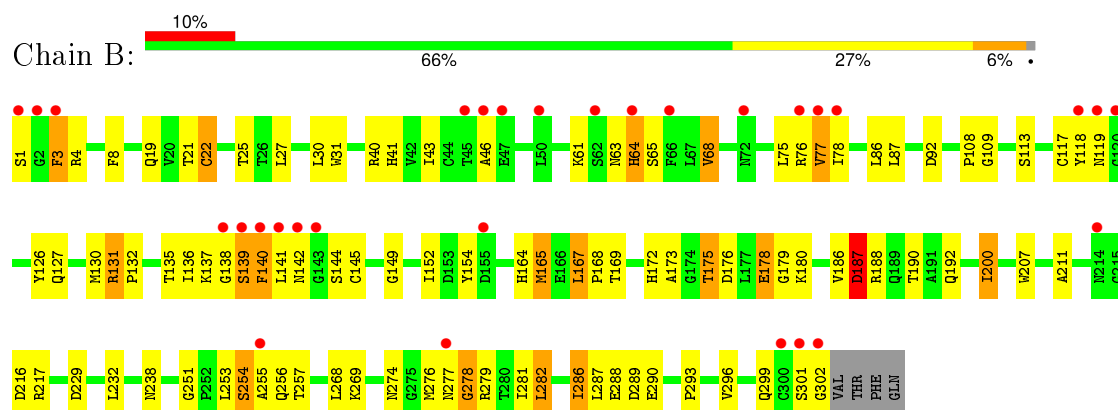 10%
Chain B:
66% 27% 6% •
S1 G2 F3 R4 F8 Q19 V20 T21 C22 T25 T26 L27 L30 W31 R40 H41 V42 I43 C44 T45 A46 E47 L50 K61 S62 N63 H64 S65 F66 L67 V68 N72 L75 R76 V77 I78 L86 L87 D92 P108 G109 S113 C117 Y118 N119 G120
Y126 Q127 M130 R131 P132 T135 I136 K137 G138 S139 F140 L141 N142 G143 S144 C145 G149 I152 D153 Y154 D155 H164 M165 E166 L167 P168 T169 H172 A173 G174 T175 D176 L177 E178 G179 K180 V186 D187 R188 Q189 T190 A191 Q192 I200 W207 A211 N214 G215
D216 R217 D229 L232 N238 G251 P252 L253 S254 A255 Q256 T257 L268 K269 N274 G275 M276 N277 G278 R279 T280 I281 L282 I286 L287 E288 D289 E290 P293 V296 Q299 C300 S301 G302 VAL THR PHE GLN